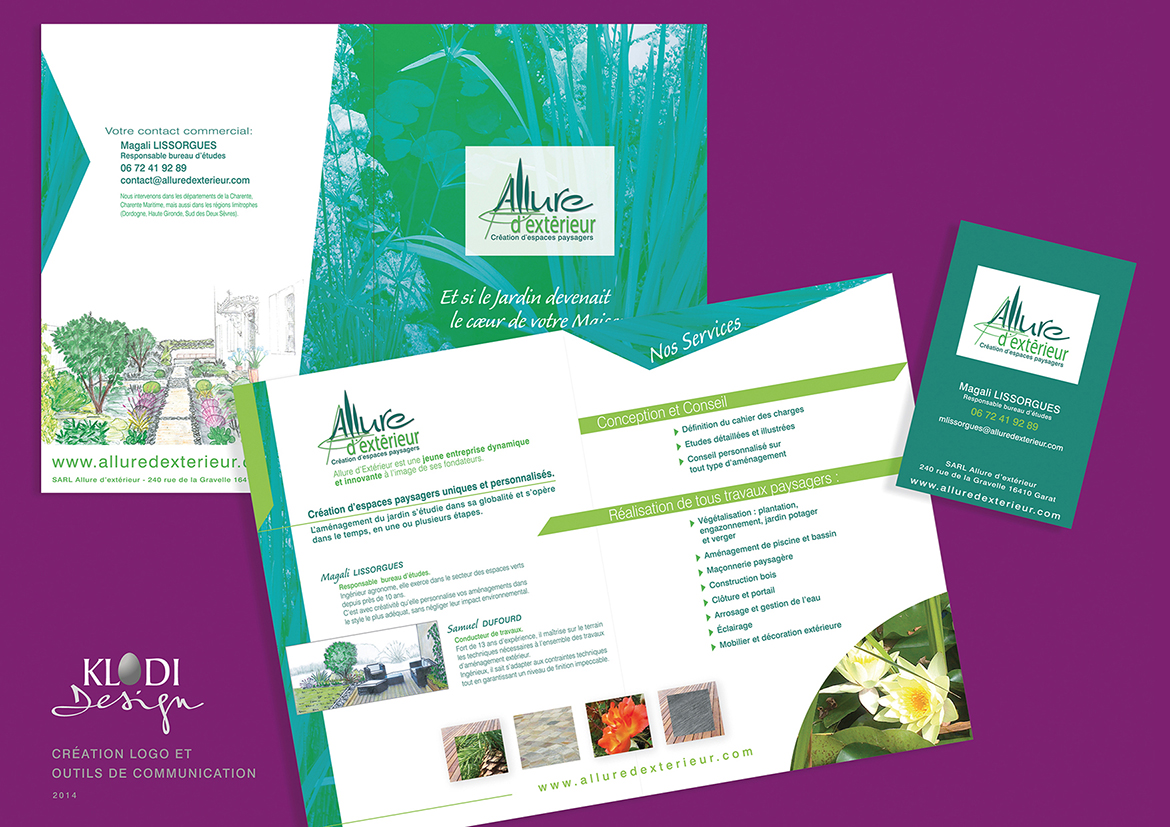 Votre contact commercial:
Magali LISSORGUES
Responsable bureau d'études
06 72 41 92 89
contact@alluredexterieur.com
Nous intervenons dans les départements de la Charente,
Charente Maritime, mais aussi dans les régions limitrophes
(Dordogne, Haute Gironde, Sud des Deux Sèvres).
www.alluredexterieur.
SARL Allure d'extérieur - 240 rue de la Gravelle 164
Allure
d'extérieur
Création d'espaces paysagers
Et si le Jardin devenait
le cœur de votre
Allure
d'extérieur
Création d'espaces paysagers
Allure d'Extérieur est une jeune entreprise dynamique
et innovante à l'image de ses fondateurs.
Création d'espaces paysagers uniques et personnalisés.
L'aménagement du jardin s'étudie dans sa globalité et s'opère
dans le temps, en une ou plusieurs étapes.
Magali LISSORGUES
Responsable bureau d'études.
Ingénieur agronome, elle exerce dans le secteur des espaces verts
depuis près de 10 ans.
C'est avec créativité qu'elle personnalise vos aménagements dans
le style le plus adéquat, sans négliger leur impact environnemental.
Samuel DUFOURD
Conducteur de travaux.
Fort de 13 ans d'expérience, il maîtrise sur le terrain
les techniques nécessaires à l'ensemble des travaux
d'aménagement extérieur.
Ingénieux, il sait s'adapter aux contraintes techniques
tout en garantissant un niveau de finition impeccable.
Nos Services
Conception et Conseil
Définition du cahier des charges
Etudes détaillées et illustrées
Conseil personnalisé sur
tout type d'aménagement
Réalisation de tous travaux paysagers :
Végétalisation : plantation,
engazonnement, jardin potager
et verger
Aménagement de piscine et bassin
Maçonnerie paysagère
Construction bois
Clôture et portail
Arrosage et gestion de l'eau
Éclairage
Mobilier et décoration extérieure
www.alluredexterieur.com
Allure
d'extérieur
Création d'espaces paysagers
Magali LISSORGUES
Responsable bureau d'études
06 72 41 92 89
mlissorgues@alluredexterieur.com
SARL Allure d'extérieur
240 rue de la Gravelle 16410 Garat
www.alluredexterieur.com
KLODI
Design
CRÉATION LOGO ET
OUTILS DE COMMUNICATION
2014